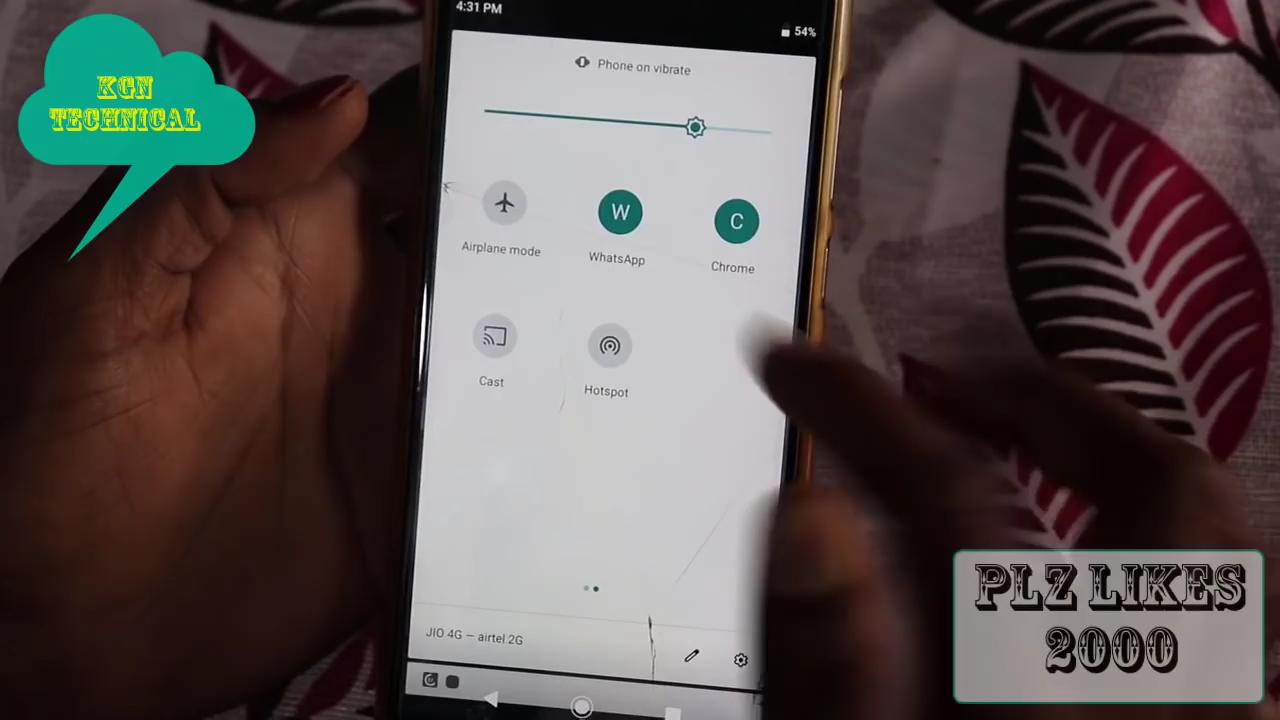 4:31 PM
54%
Phone on vibrate
KGN
TECHNICAL
W
C
Airplane mode
WhatsApp
Chrome
Cast
Hotspot
JIO 4G — airtel 2G
PLZ LIKES
2000